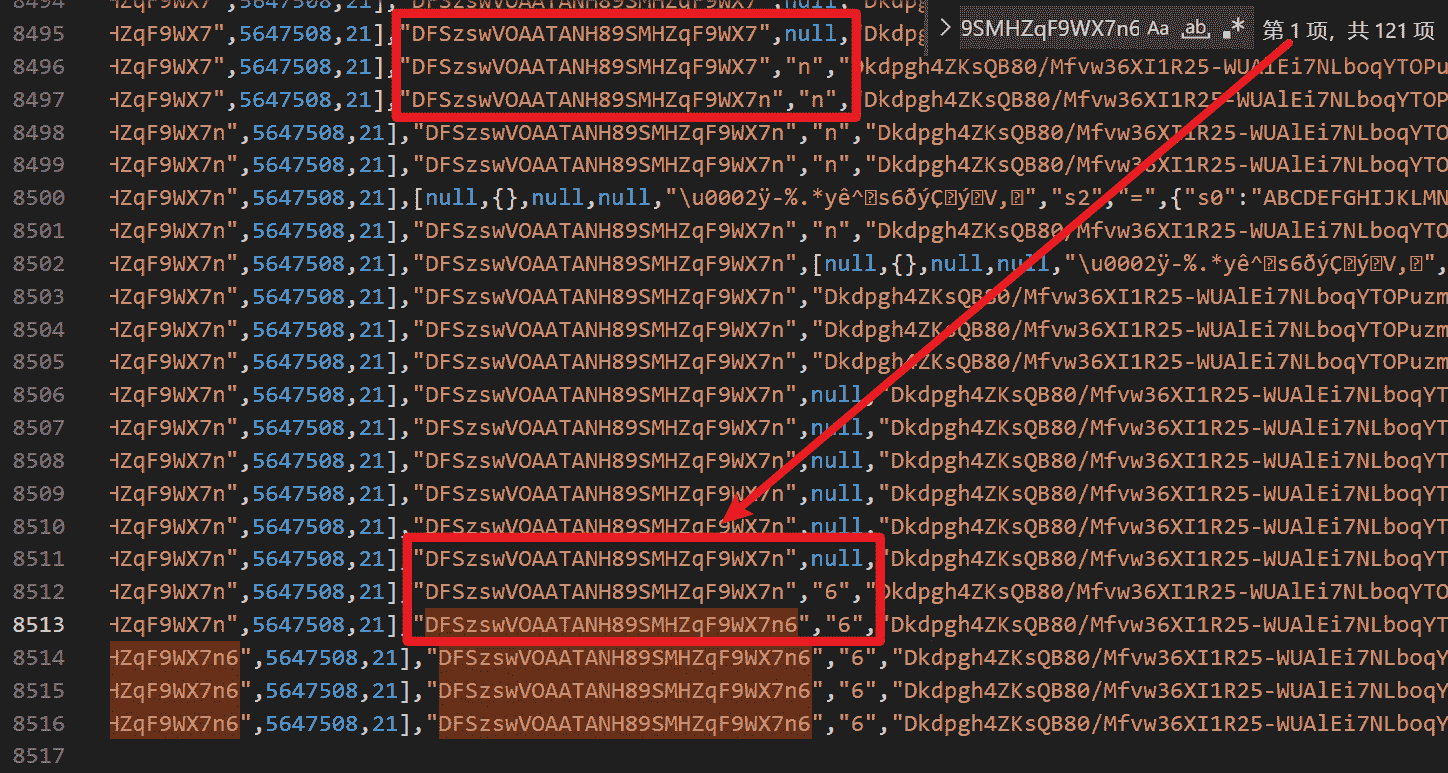 8494 HZqF9WX7",5647508,21],"DFSzswVOAATANH89SMHZqF9WX7",null,"Dkdp
9SMHZqF9WX7n6 Aa ab .* 第 1 项，共 121 项
8495 HZqF9WX7",5647508,21],"DFSzswVOAATANH89SMHZqF9WX7",null,"Dkdpg
8496 HZqF9WX7",5647508,21],"DFSzswVOAATANH89SMHZqF9WX7","n","Dkdpgh4ZKsQB80/Mfvw36XI1R25-WUAlEi7NLboqYTOPu
8497 HZqF9WX7",5647508,21],"DFSzswVOAATANH89SMHZqF9WX7n","n","Dkdpgh4ZKsQB80/Mfvw36XI1R25-WUAlEi7NLboqYTOP
8498 HZqF9WX7n",5647508,21],"DFSzswVOAATANH89SMHZqF9WX7n","n","Dkdpgh4ZKsQB80/Mfvw36XI1R25-WUAlEi7NLboqYTO
8499 HZqF9WX7n",5647508,21],"DFSzswVOAATANH89SMHZqF9WX7n","n","Dkdpgh4ZKsQB80/Mfvw36XI1R25-WUAlEi7NLboqYTO
8500 HZqF9WX7n",5647508,21],[null,{},null,null,"\u0002ÿ-%.*yê^s6ðýÇýV,","s2","=",{"s0":"ABCDEFGHIJKLMN
8501 HZqF9WX7n",5647508,21],"DFSzswVOAATANH89SMHZqF9WX7n","n","Dkdpgh4ZKsQB80/Mfvw36XI1R25-WUAlEi7NLboqYTO
8502 HZqF9WX7n",5647508,21],"DFSzswVOAATANH89SMHZqF9WX7n",[null,{},null,null,"\u0002ÿ-%.*yê^s6ðýÇýV,",
8503 HZqF9WX7n",5647508,21],"DFSzswVOAATANH89SMHZqF9WX7n","Dkdpgh4ZKsQB80/Mfvw36XI1R25-WUAlEi7NLboqYTOPuzm
8504 HZqF9WX7n",5647508,21],"DFSzswVOAATANH89SMHZqF9WX7n","Dkdpgh4ZKsQB80/Mfvw36XI1R25-WUAlEi7NLboqYTOPuzm
8505 HZqF9WX7n",5647508,21],"DFSzswVOAATANH89SMHZqF9WX7n","Dkdpgh4ZKsQB80/Mfvw36XI1R25-WUAlEi7NLboqYTOPuzm
8506 HZqF9WX7n",5647508,21],"DFSzswVOAATANH89SMHZqF9WX7n",null,"Dkdpgh4ZKsQB80/Mfvw36XI1R25-WUAlEi7NLboqYT
8507 HZqF9WX7n",5647508,21],"DFSzswVOAATANH89SMHZqF9WX7n",null,"Dkdpgh4ZKsQB80/Mfvw36XI1R25-WUAlEi7NLboqYT
8508 HZqF9WX7n",5647508,21],"DFSzswVOAATANH89SMHZqF9WX7n",null,"Dkdpgh4ZKsQB80/Mfvw36XI1R25-WUAlEi7NLboqYT
8509 HZqF9WX7n",5647508,21],"DFSzswVOAATANH89SMHZqF9WX7n",null,"Dkdpgh4ZKsQB80/Mfvw36XI1R25-WUAlEi7NLboqYT
8510 HZqF9WX7n",5647508,21],"DFSzswVOAATANH89SMHZqF9WX7n",null,"Dkdpgh4ZKsQB80/Mfvw36XI1R25-WUAlEi7NLboqYT
8511 HZqF9WX7n",5647508,21],"DFSzswVOAATANH89SMHZqF9WX7n",null,"Dkdpgh4ZKsQB80/Mfvw36XI1R25-WUAlEi7NLboqYT
8512 HZqF9WX7n",5647508,21],"DFSzswVOAATANH89SMHZqF9WX7n","6","Dkdpgh4ZKsQB80/Mfvw36XI1R25-WUAlEi7NLboqYTO
8513 HZqF9WX7n",5647508,21],"DFSzswVOAATANH89SMHZqF9WX7n6","6","Dkdpgh4ZKsQB80/Mfvw36XI1R25-WUAlEi7NLboqYT
8514 HZqF9WX7n6",5647508,21],"DFSzswVOAATANH89SMHZqF9WX7n6","6","Dkdpgh4ZKsQB80/Mfvw36XI1R25-WUAlEi7NLboqY
8515 HZqF9WX7n6",5647508,21],"DFSzswVOAATANH89SMHZqF9WX7n6","6","Dkdpgh4ZKsQB80/Mfvw36XI1R25-WUAlEi7NLboqY
8516 HZqF9WX7n6",5647508,21],"DFSzswVOAATANH89SMHZqF9WX7n6","6","Dkdpgh4ZKsQB80/Mfvw36XI1R25-WUAlEi7NLboqY
8517